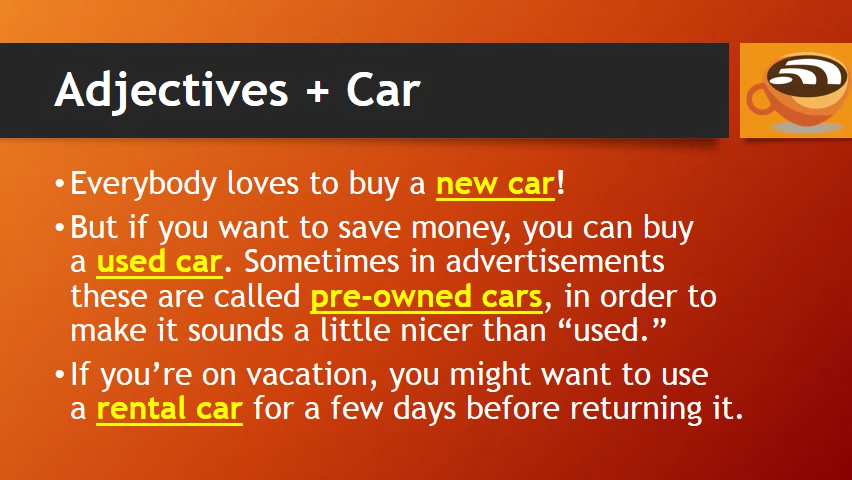 Adjectives + Car
•Everybody loves to buy a new car!
•But if you want to save money, you can buy
a used car. Sometimes in advertisements
these are called pre-owned cars, in order to
make it sounds a little nicer than “used.”
•If you’re on vacation, you might want to use
a rental car for a few days before returning it.